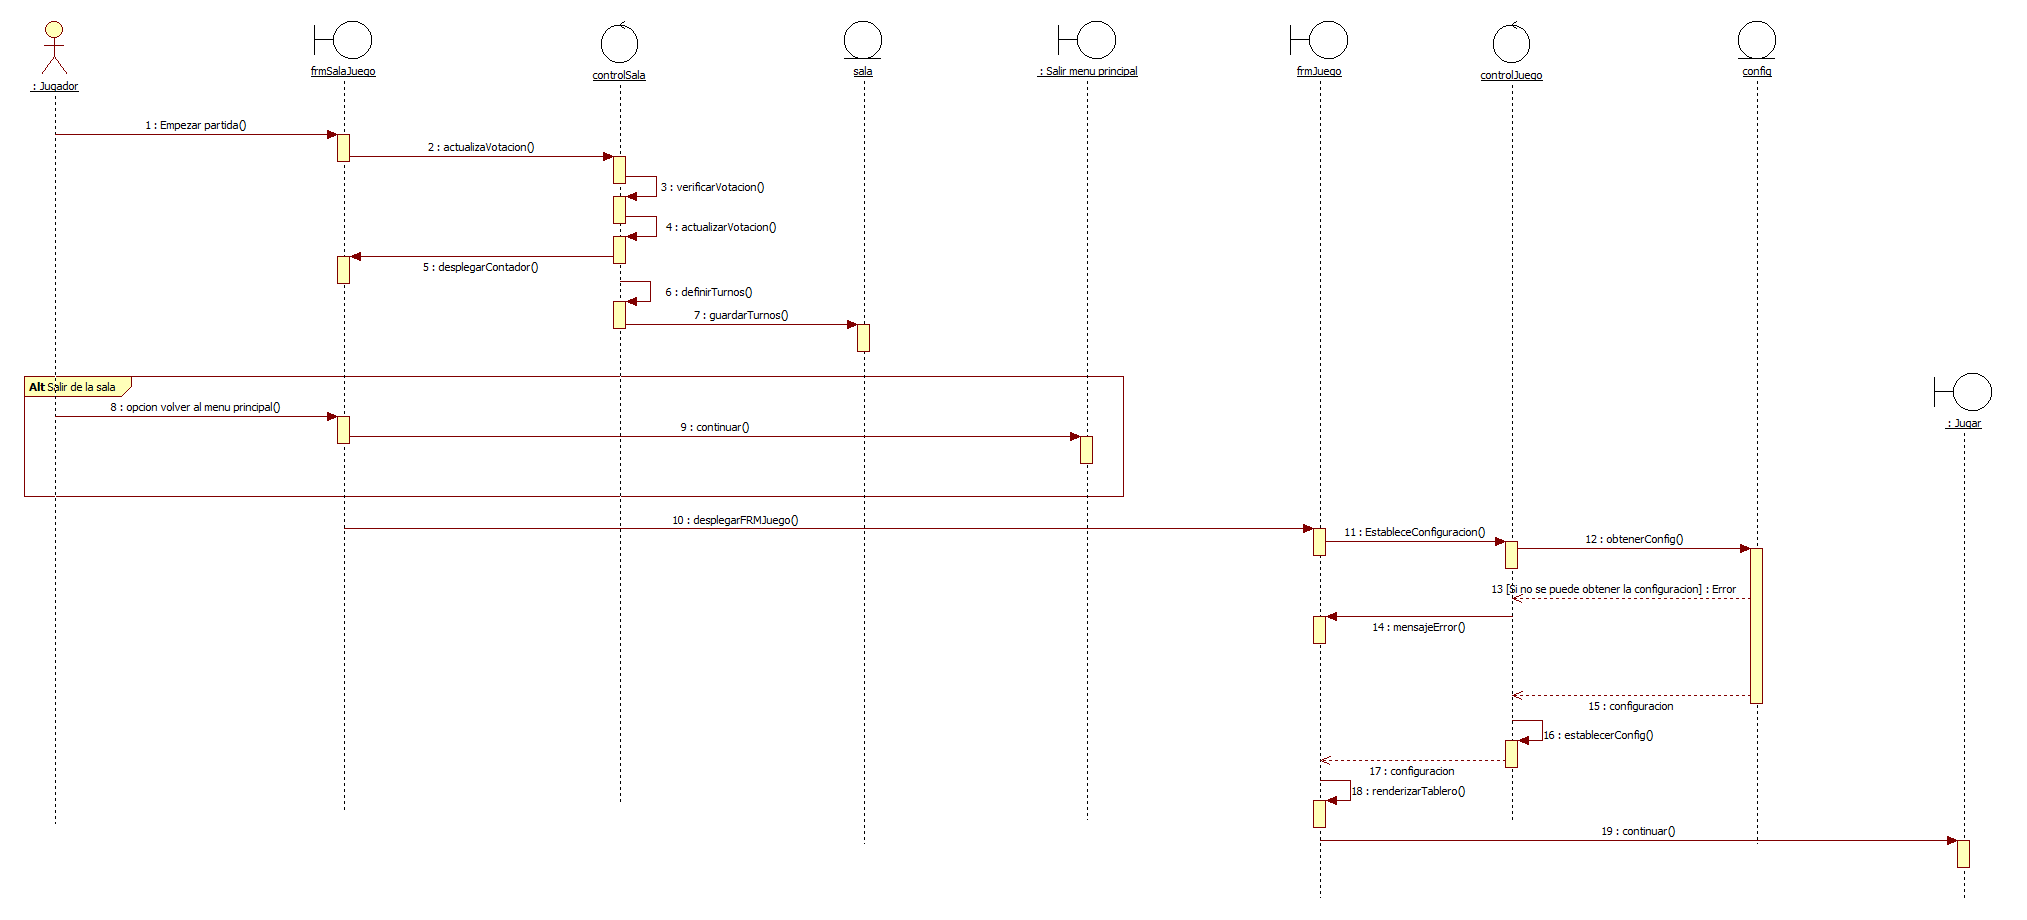 : Jugador
frmSalaJuego
controlSala
sala
: Salir menu principal
frmJuego
controlJuego
config
1 : Empezar partida()
2 : actualizaVotacion()
3 : verificarVotacion()
4 : actualizarVotacion()
5 : desplegarContador()
6 : definirTurnos()
7 : guardarTurnos()
Alt Salir de la sala
: Jugar
8 : opcion volver al menu principal()
9 : continuar()
10 : desplegarFRMJuego()
11 : EstableceConfiguracion()
12 : obtenerConfig()
13 [Si no se puede obtener la configuracion] : Error
14 : mensajeError()
15 : configuracion
16 : establecerConfig()
17 : configuracion
18 : renderizarTablero()
19 : continuar()